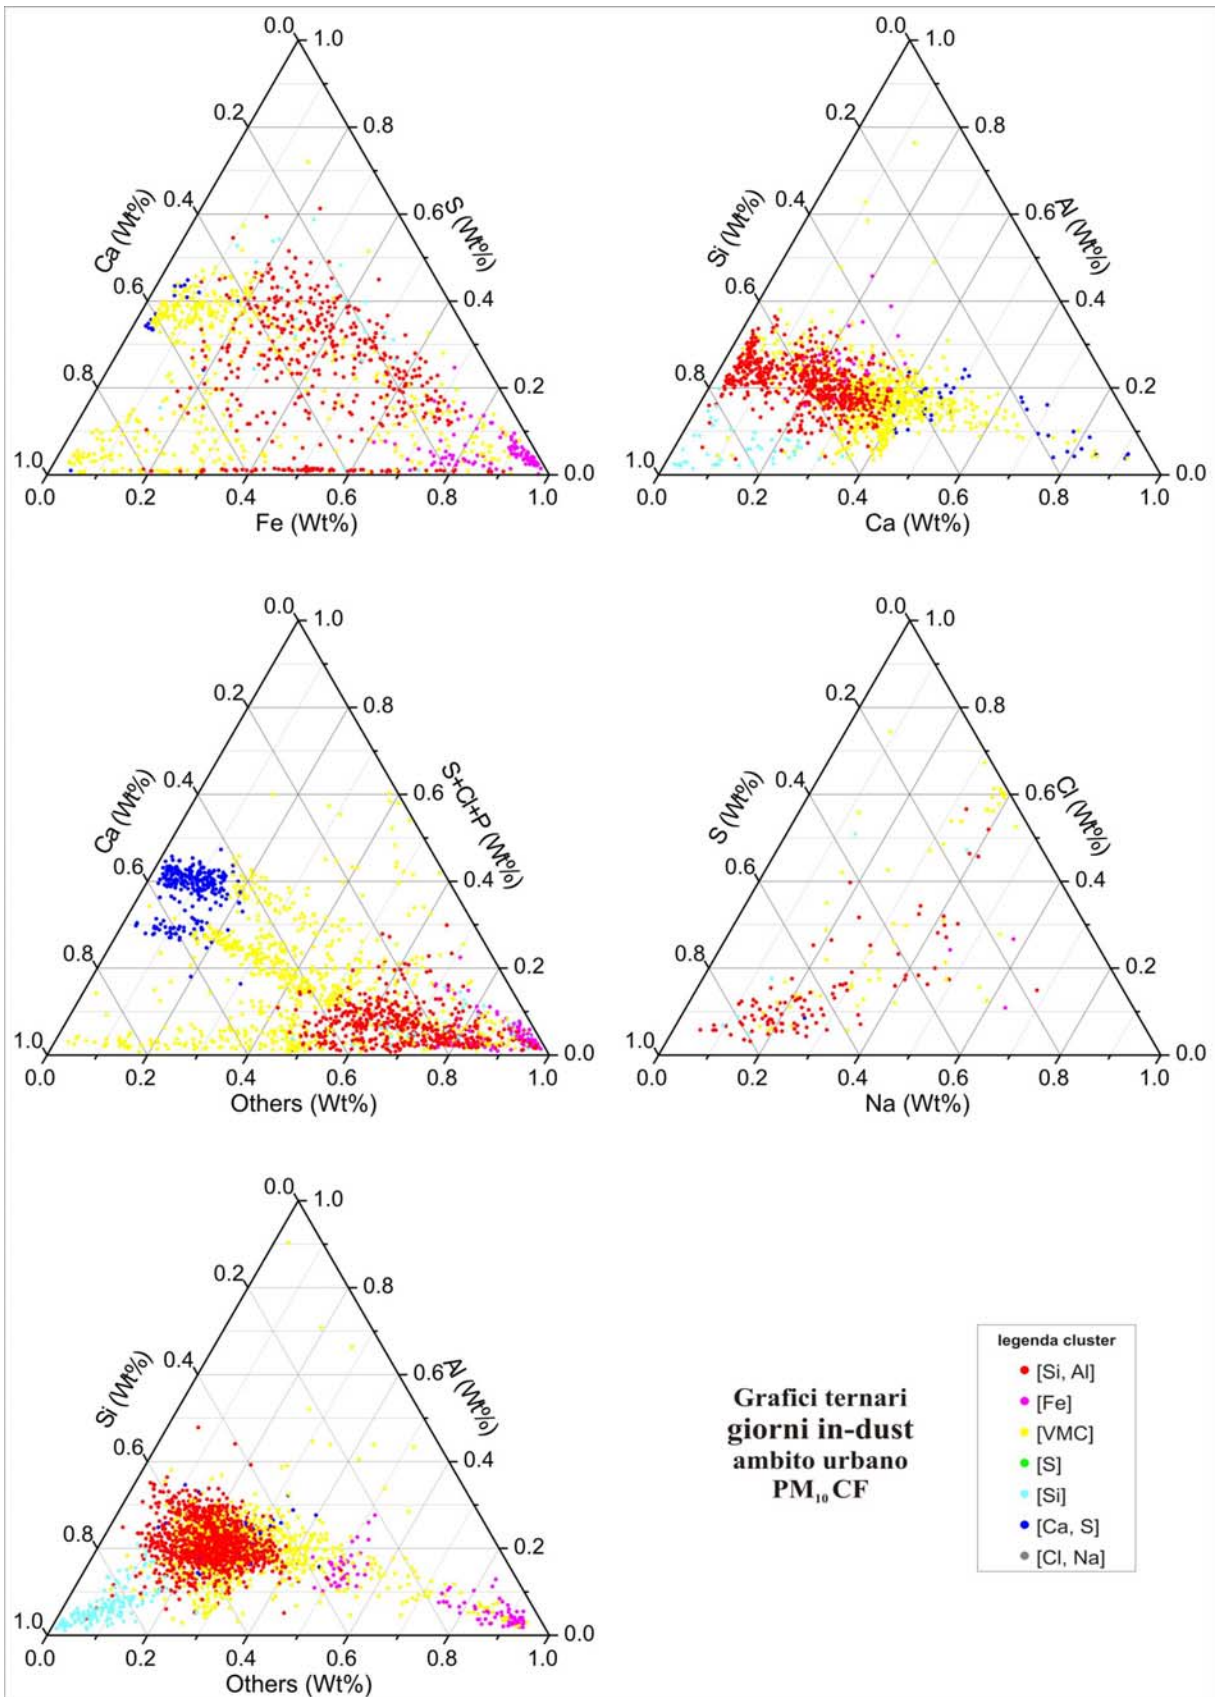 0.0
1.0
0.2
0.8
Ca (Wt%)
0.4
0.6
S (Wt%)
0.6
0.4
0.8
0.2
1.0
0.0
0.0 0.2 0.4 0.6 0.8 1.0
Fe (Wt%)
0.0
1.0
0.2
0.8
Si (Wt%)
0.4
0.6
Al (Wt%)
0.6
0.4
0.8
0.2
1.0
0.0
0.0 0.2 0.4 0.6 0.8 1.0
Ca (Wt%)
0.0
1.0
0.2
0.8
Ca (Wt%)
0.4
0.6
S+Cl+P (Wt%)
0.6
0.4
0.8
0.2
1.0
0.0
0.0 0.2 0.4 0.6 0.8 1.0
Others (Wt%)
0.0
1.0
0.2
0.8
S (Wt%)
0.4
0.6
Cl (Wt%)
0.6
0.4
0.8
0.2
1.0
0.0
0.0 0.2 0.4 0.6 0.8 1.0
Na (Wt%)
0.0
1.0
0.2
0.8
Si (Wt%)
0.4
0.6
Al (Wt%)
0.6
0.4
0.8
0.2
1.0
0.0
0.0 0.2 0.4 0.6 0.8 1.0
Others (Wt%)
Grafici ternari
giorni in-dust
ambito urbano
PM₁₀ CF
legenda cluster
[Si, Al]
[Fe]
[VMC]
[S]
[Si]
[Ca, S]
[Cl, Na]